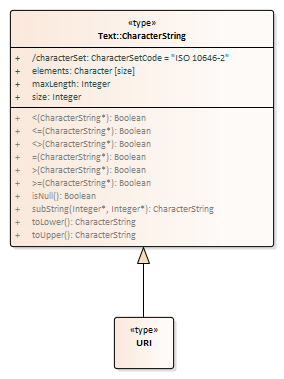 «type»
Text::CharacterString
+ /characterSet: CharacterSetCode = "ISO 10646-2"
+ elements: Character [size]
+ maxLength: Integer
+ size: Integer
+ <(CharacterString*): Boolean
+ <=(CharacterString*): Boolean
+ <>(CharacterString*): Boolean
+ =(CharacterString*): Boolean
+ >(CharacterString*): Boolean
+ >=(CharacterString*): Boolean
+ isNull(): Boolean
+ subString(Integer*, Integer*): CharacterString
+ toLower(): CharacterString
+ toUpper(): CharacterString
«type»
URI